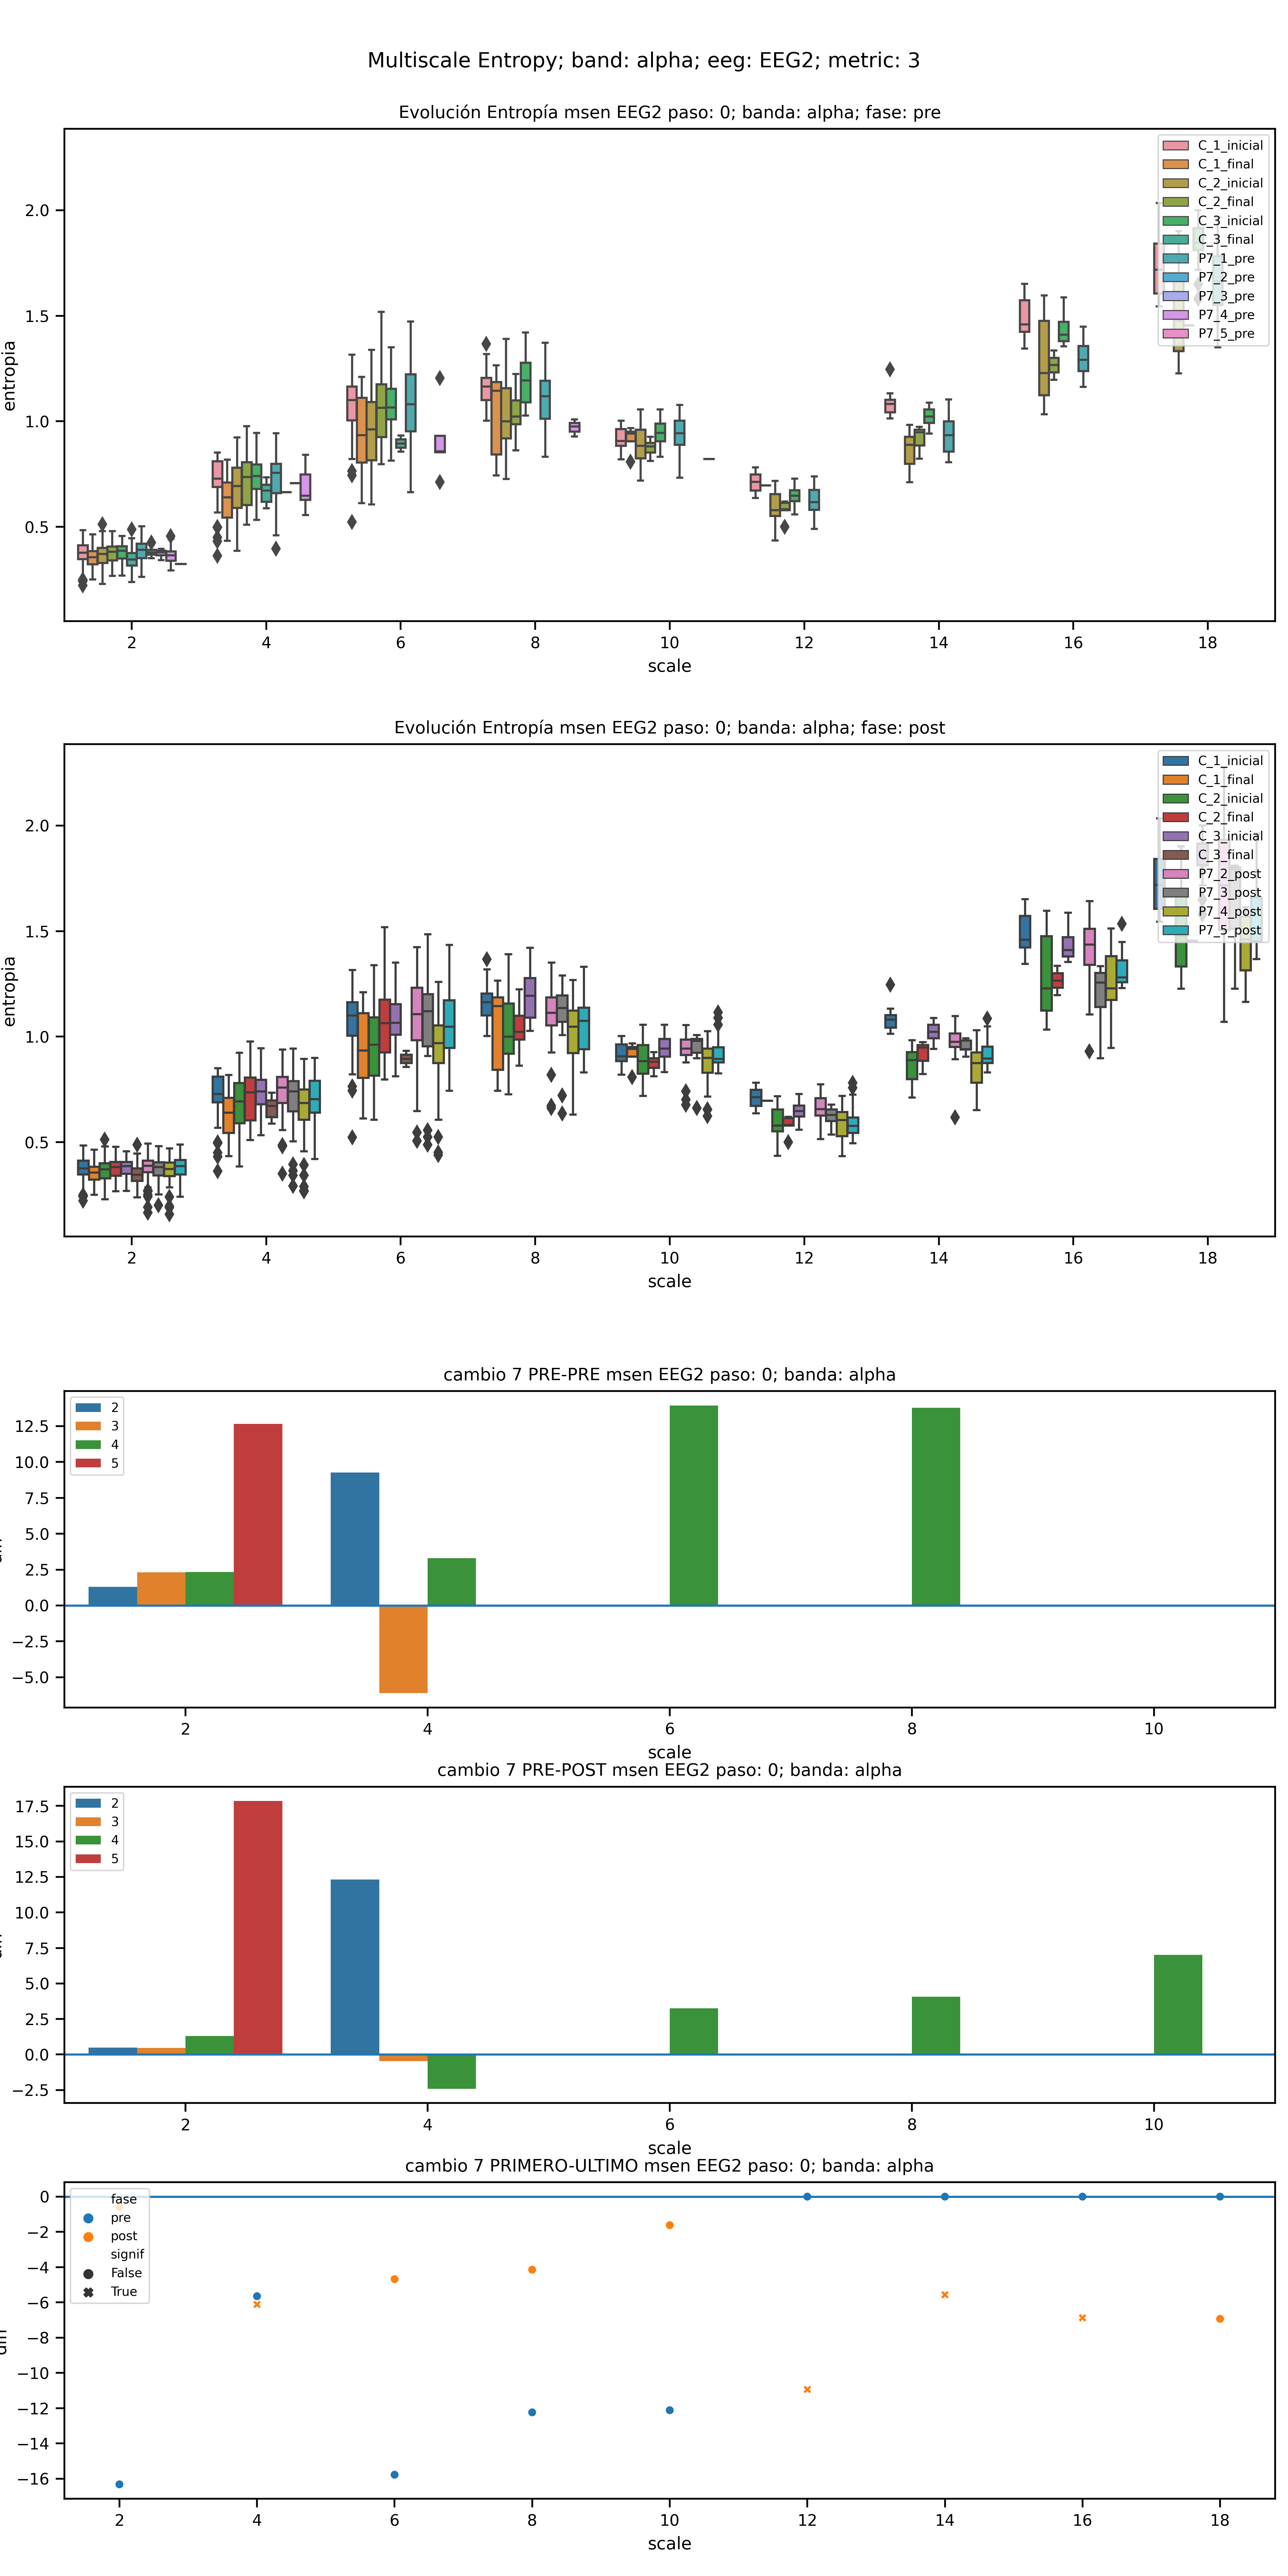 Multiscale Entropy; band: alpha; eeg: EEG2; metric: 3
Evolución Entropía msen EEG2 paso: 0; banda: alpha; fase: pre
C_1_inicial
C_1_final
C_2_inicial
C_2_final
C_3_inicial
C_3_final
P7_1_pre
P7_2_pre
P7_3_pre
P7_4_pre
P7_5_pre
2.0
1.5
1.0
0.5
entropia
2 4 6 8 10 12 14 16 18
scale
Evolución Entropía msen EEG2 paso: 0; banda: alpha; fase: post
C_1_inicial
C_1_final
C_2_inicial
C_2_final
C_3_inicial
C_3_final
P7_2_post
P7_3_post
P7_4_post
P7_5_post
2.0
1.5
1.0
0.5
entropia
2 4 6 8 10 12 14 16 18
scale
cambio 7 PRE-PRE msen EEG2 paso: 0; banda: alpha
2
3
4
5
12.5
10.0
7.5
5.0
2.5
0.0
−2.5
−5.0
2 4 6 8 10
scale
cambio 7 PRE-POST msen EEG2 paso: 0; banda: alpha
2
3
4
5
17.5
15.0
12.5
10.0
7.5
5.0
2.5
0.0
−2.5
2 4 6 8 10
scale
cambio 7 PRIMERO-ULTIMO msen EEG2 paso: 0; banda: alpha
fase
pre
post
signif
False
True
0
−2
−4
−6
−8
−10
−12
−14
−16
2 4 6 8 10 12 14 16 18
scale